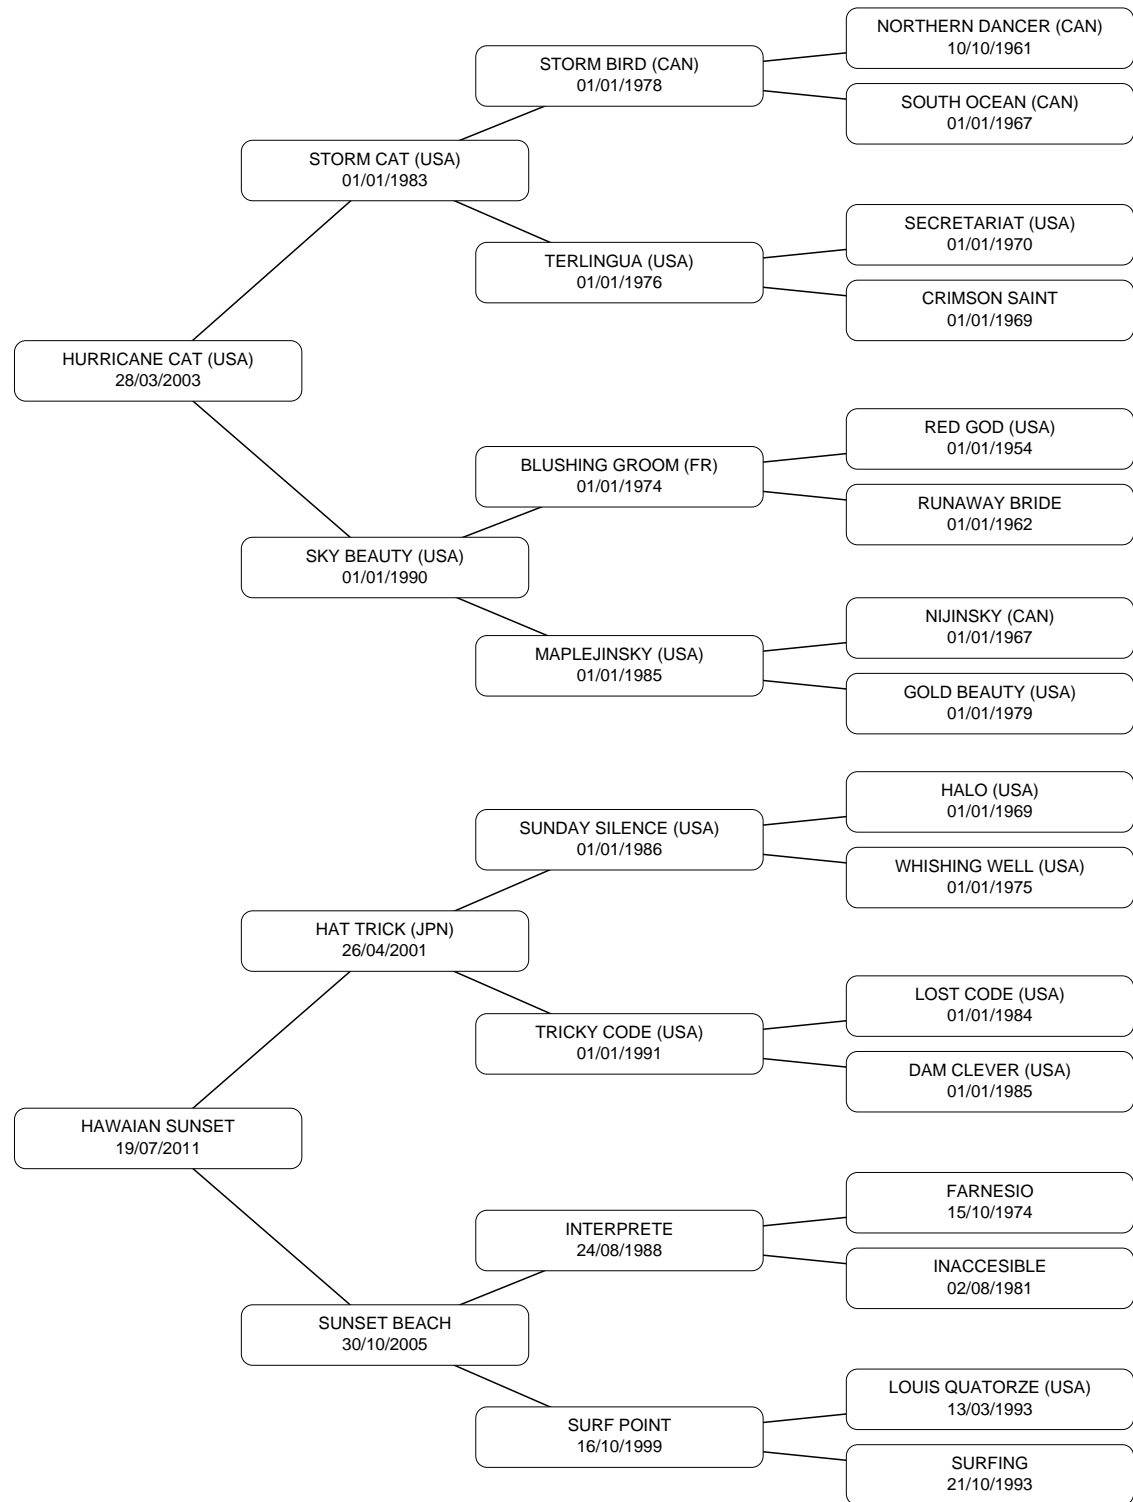 NORTHERN DANCER (CAN)
10/10/1961
STORM BIRD (CAN)
01/01/1978
SOUTH OCEAN (CAN)
01/01/1967
STORM CAT (USA)
01/01/1983
SECRETARIAT (USA)
01/01/1970
TERLINGUA (USA)
01/01/1976
CRIMSON SAINT
01/01/1969
HURRICANE CAT (USA)
28/03/2003
RED GOD (USA)
01/01/1954
BLUSHING GROOM (FR)
01/01/1974
RUNAWAY BRIDE
01/01/1962
SKY BEAUTY (USA)
01/01/1990
NIJINSKY (CAN)
01/01/1967
MAPLEJINSKY (USA)
01/01/1985
GOLD BEAUTY (USA)
01/01/1979
HALO (USA)
01/01/1969
SUNDAY SILENCE (USA)
01/01/1986
WHISHING WELL (USA)
01/01/1975
HAT TRICK (JPN)
26/04/2001
LOST CODE (USA)
01/01/1984
TRICKY CODE (USA)
01/01/1991
DAM CLEVER (USA)
01/01/1985
HAWAIAN SUNSET
19/07/2011
FARNESIO
15/10/1974
INTERPRETE
24/08/1988
INACCESIBLE
02/08/1981
SUNSET BEACH
30/10/2005
LOUIS QUATORZE (USA)
13/03/1993
SURF POINT
16/10/1999
SURFING
21/10/1993